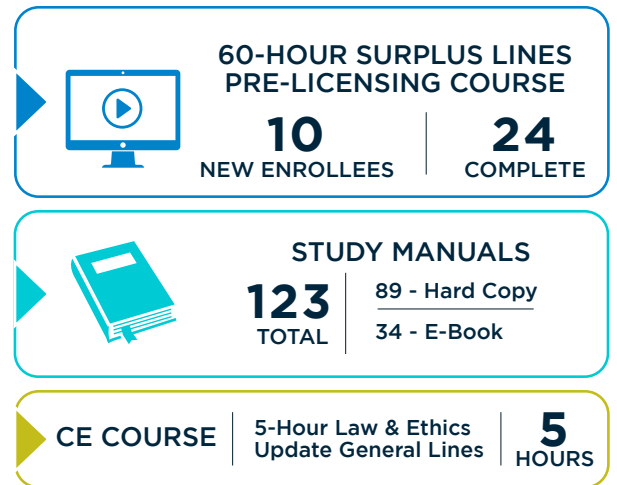 60-HOUR SURPLUS LINES
PRE-LICENSING COURSE
10
NEW ENROLLEES
24
COMPLETE
STUDY MANUALS
123
TOTAL
89 - Hard Copy
34 - E-Book
CE COURSE
5-Hour Law & Ethics
Update General Lines
5
HOURS